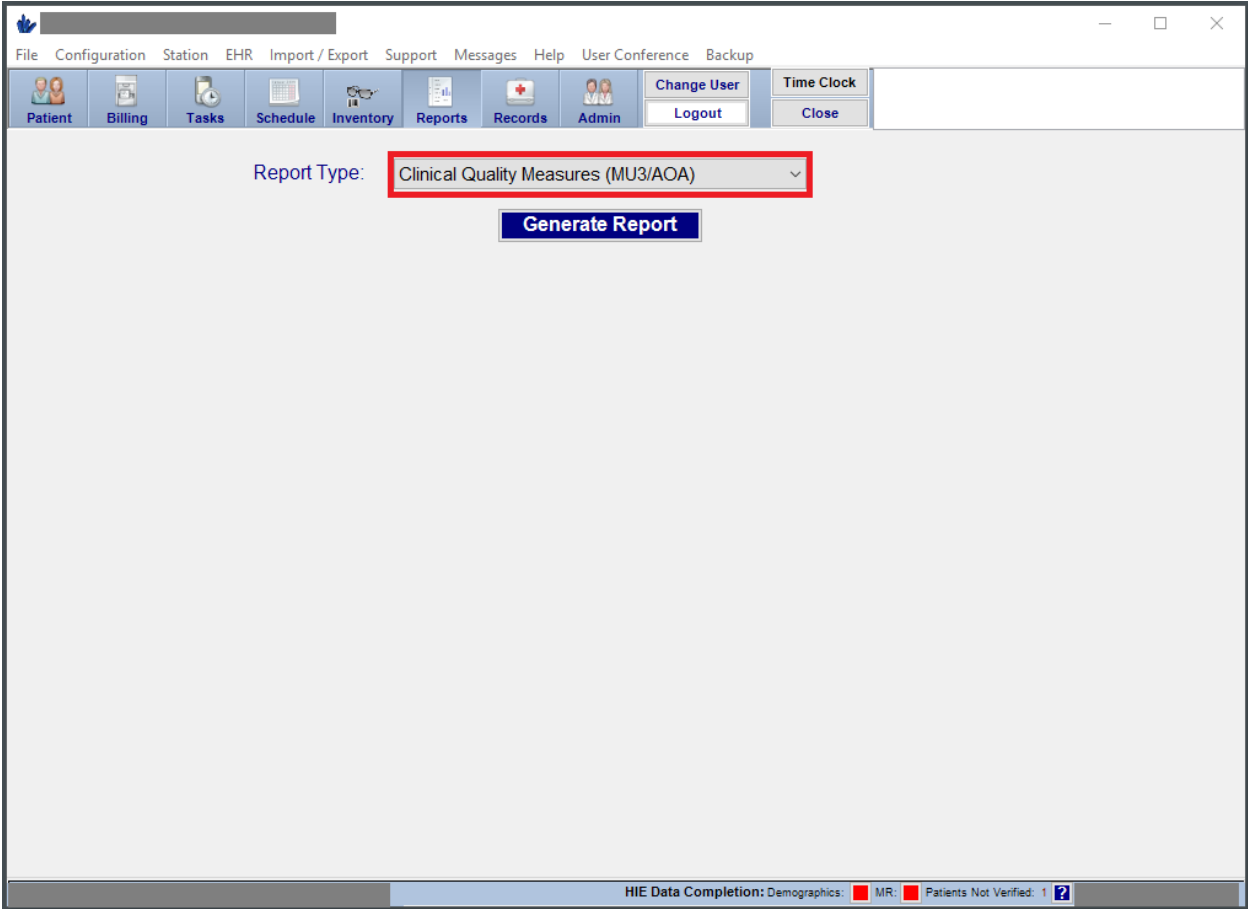 File Configuration Station EHR Import / Export Support Messages Help User Conference Backup
Patient Billing Tasks Schedule Inventory Reports Records Admin Change User Logout Time Clock Close
Report Type: Clinical Quality Measures (MU3/AOA)
Generate Report
HIE Data Completion: Demographics: MR: Patients Not Verified: 1 ?